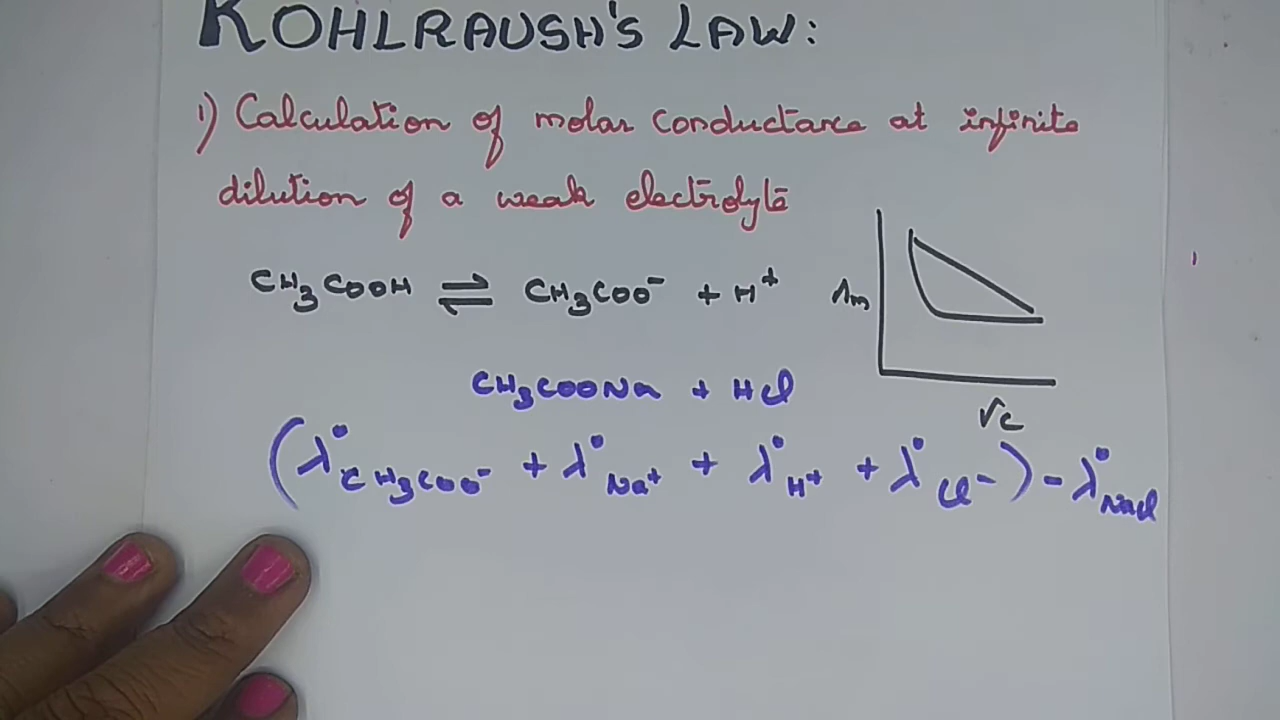 KOHLRAUSH'S LAW:
1) Calculation of molar conductance at infinite
dilution of a weak electrolyte
CH₃COOH ⇌ CH₃COO⁻ + H⁺
Λm
√c
CH₃COONa + HCl
(λ°CH₃COO⁻ + λ°Na⁺ + λ°H⁺ + λ°Cl⁻) - λ°NaCl